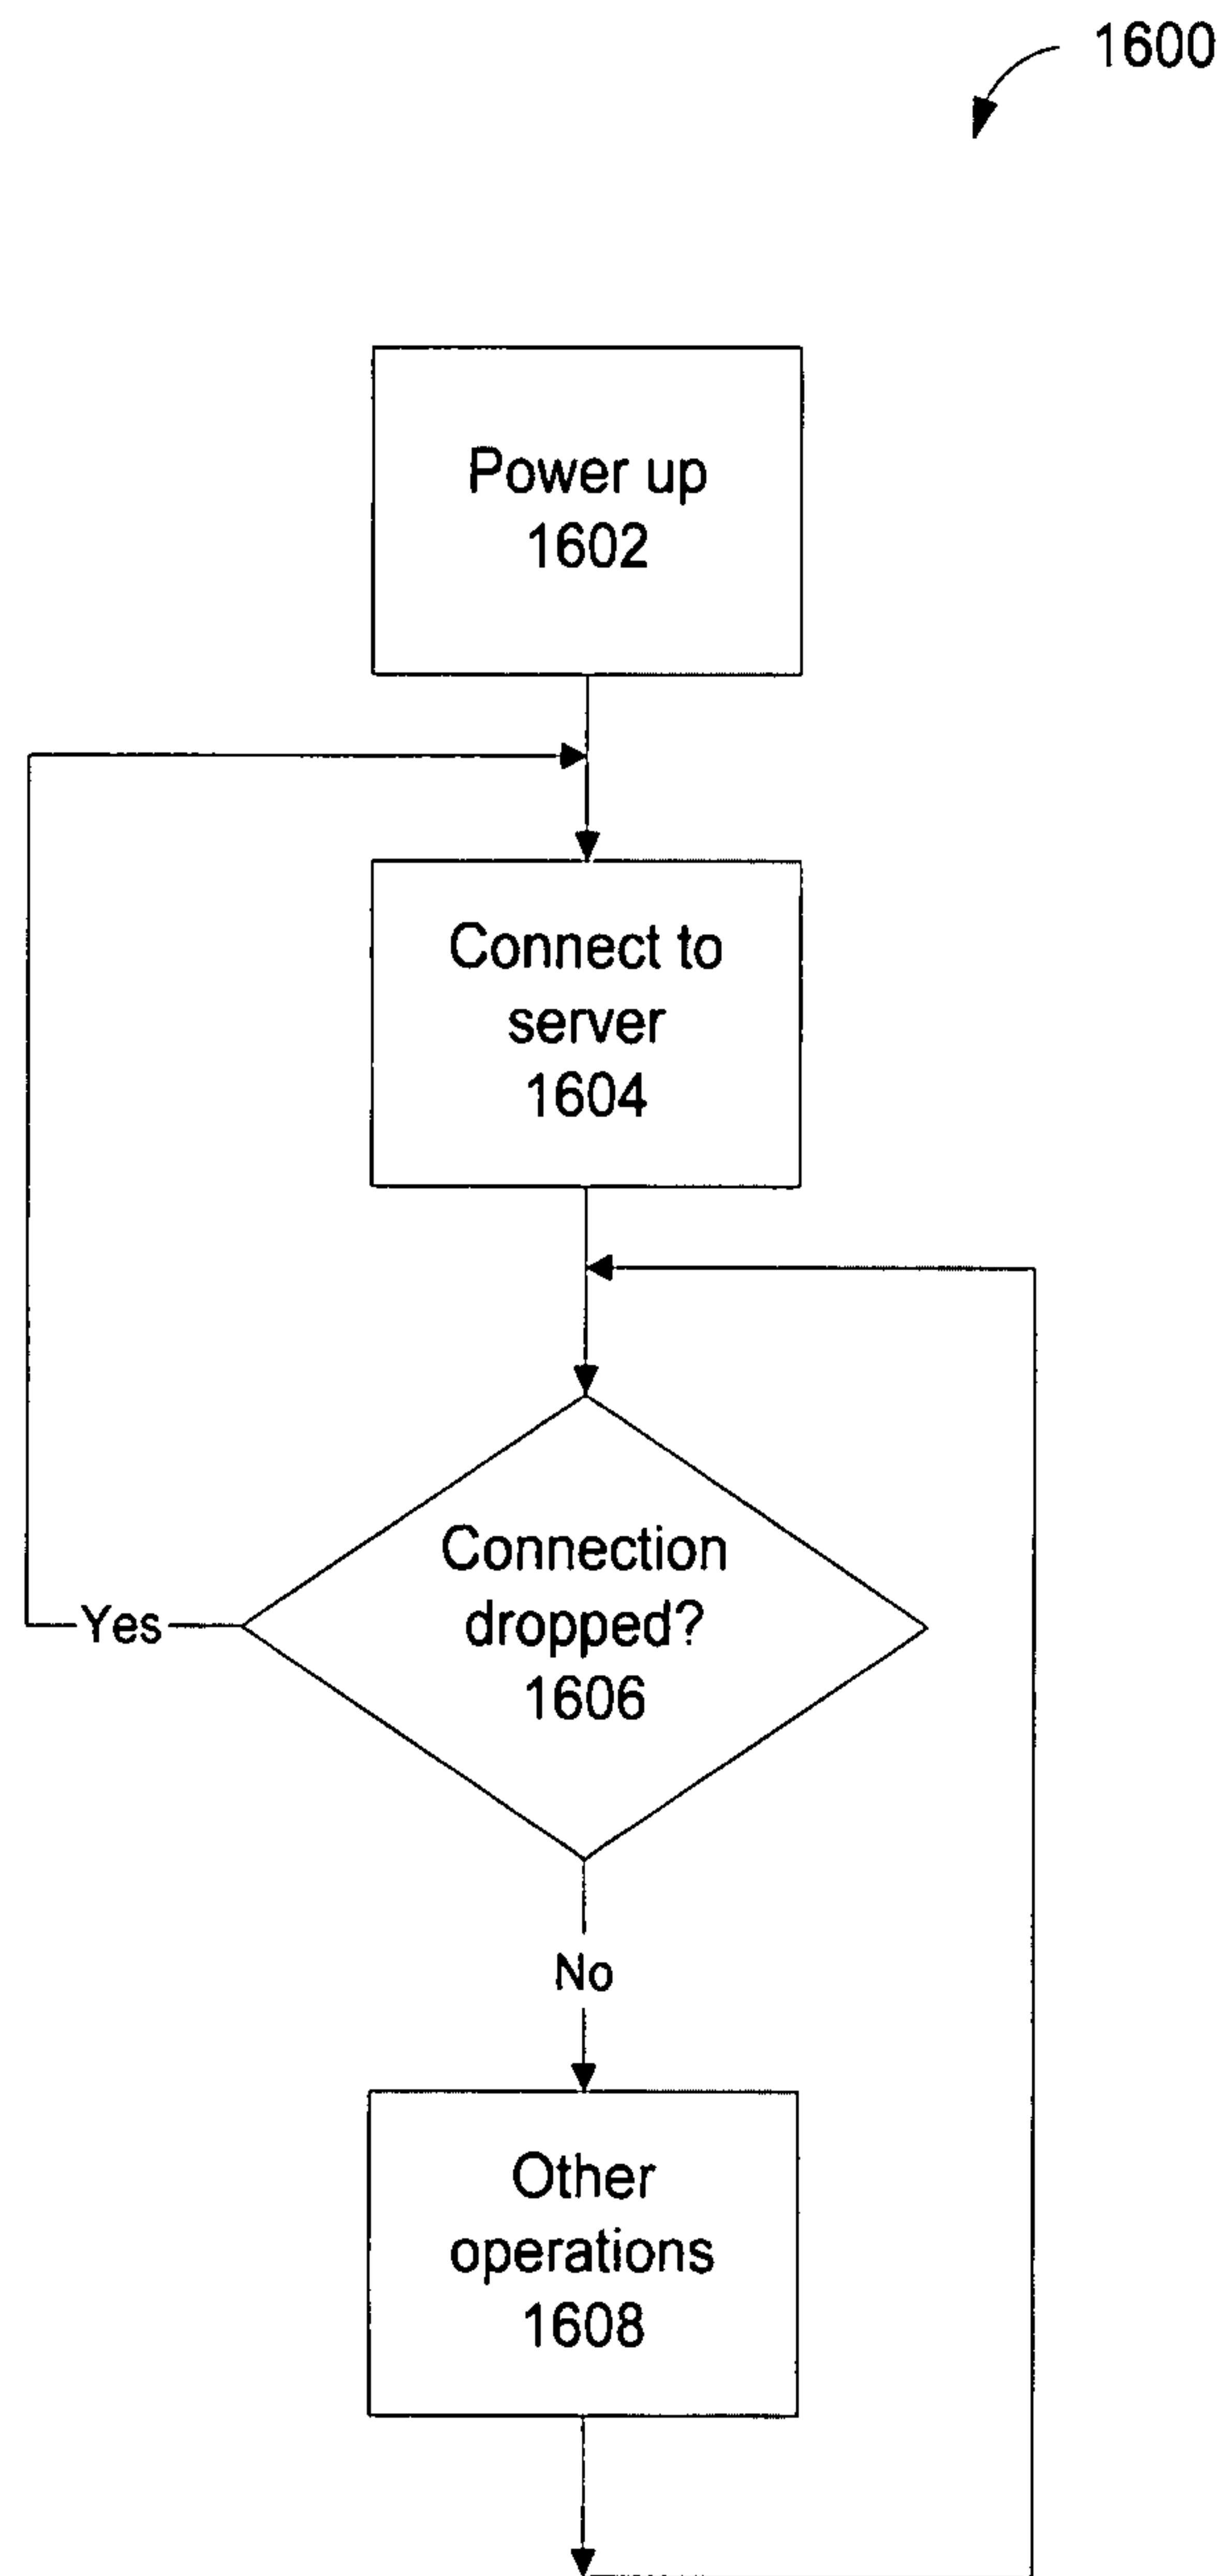 1600
Power up
1602
Connect to
server
1604
Connection
dropped?
1606
Yes
No
Other
operations
1608